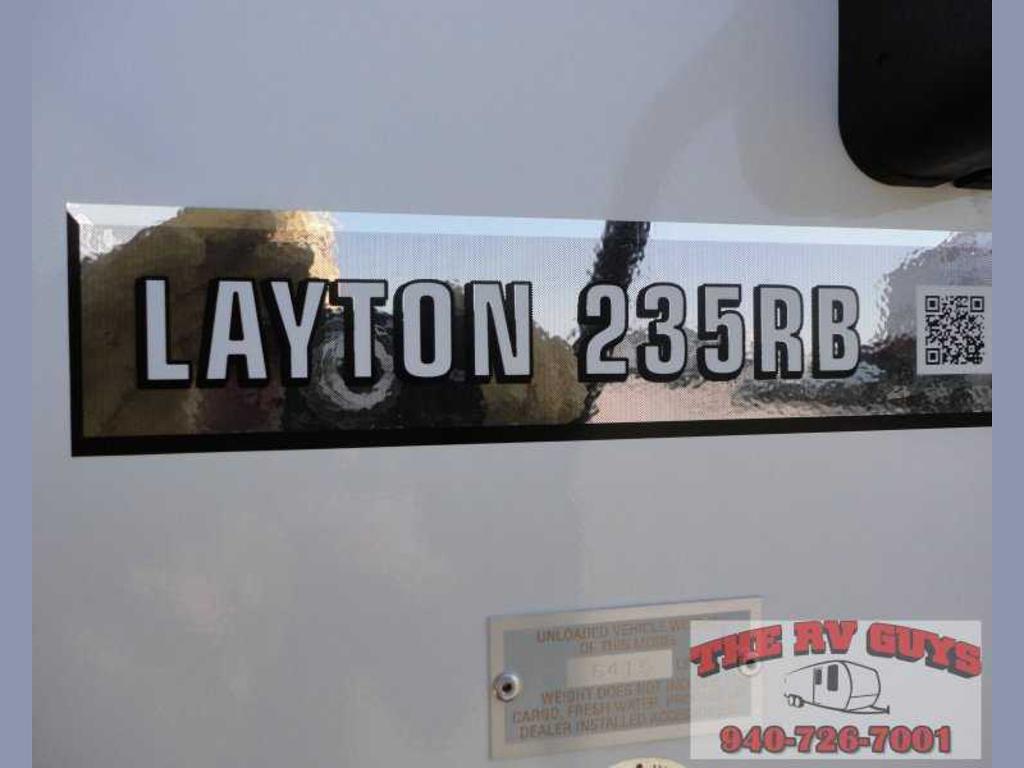 LAYTON 235RB
UNLOADED VEHICLE
OF THIS MODEL
WEIGHT DOES NOT
CARGO, FRESH WATER,
DEALER INSTALLED
THE RV GUYS
940-726-7001